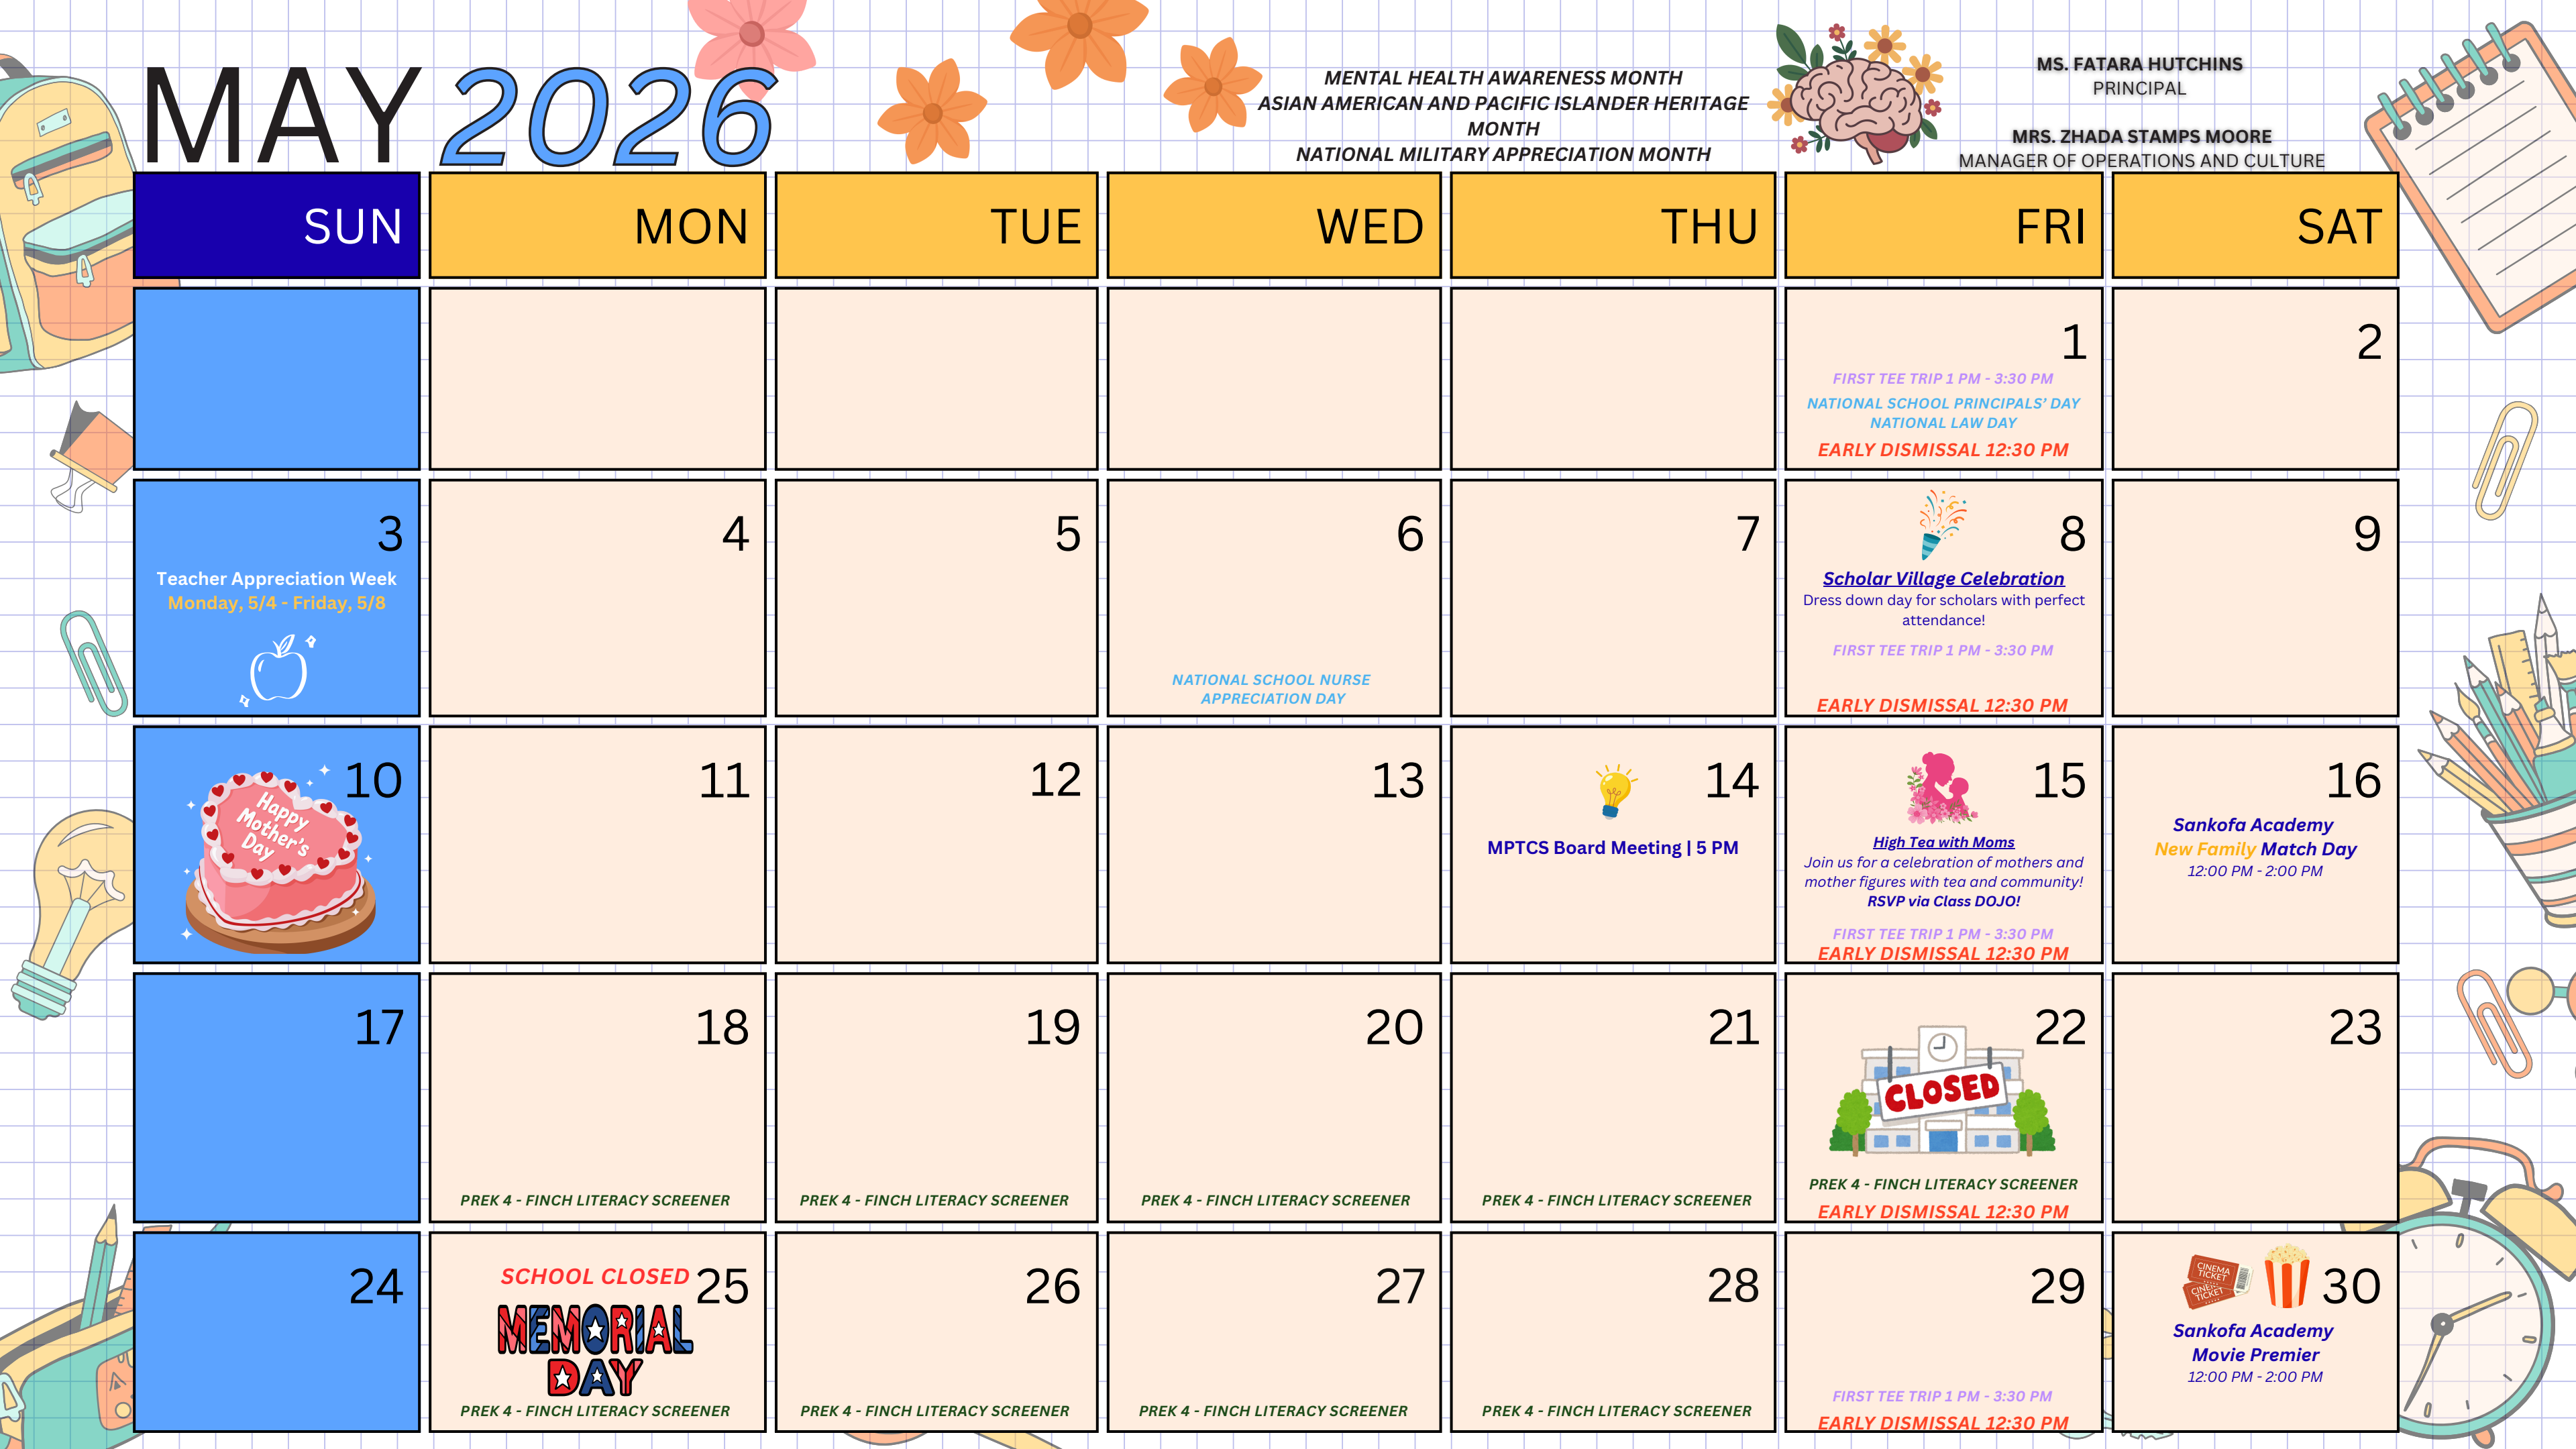 MAY 2026
MENTAL HEALTH AWARENESS MONTH
ASIAN AMERICAN AND PACIFIC ISLANDER HERITAGE
MONTH
NATIONAL MILITARY APPRECIATION MONTH
MS. FATARA HUTCHINS
PRINCIPAL
MRS. ZHADA STAMPS MOORE
MANAGER OF OPERATIONS AND CULTURE
SUN
MON
TUE
WED
THU
FRI
SAT
1
FIRST TEE TRIP 1 PM - 3:30 PM
NATIONAL SCHOOL PRINCIPALS' DAY
NATIONAL LAW DAY
EARLY DISMISSAL 12:30 PM
2
3
Teacher Appreciation Week
Monday, 5/4 - Friday, 5/8
4
5
6
NATIONAL SCHOOL NURSE
APPRECIATION DAY
7
8
Scholar Village Celebration
Dress down day for scholars with perfect
attendance!
FIRST TEE TRIP 1 PM - 3:30 PM
EARLY DISMISSAL 12:30 PM
9
10
Happy
Mother's
Day
11
12
13
14
MPTCS Board Meeting | 5 PM
15
High Tea with Moms
Join us for a celebration of mothers and
mother figures with tea and community!
RSVP via Class DOJO!
FIRST TEE TRIP 1 PM - 3:30 PM
EARLY DISMISSAL 12:30 PM
16
Sankofa Academy
New Family Match Day
12:00 PM - 2:00 PM
17
18
PREK 4 - FINCH LITERACY SCREENER
19
PREK 4 - FINCH LITERACY SCREENER
20
PREK 4 - FINCH LITERACY SCREENER
21
PREK 4 - FINCH LITERACY SCREENER
22
CLOSED
PREK 4 - FINCH LITERACY SCREENER
EARLY DISMISSAL 12:30 PM
23
24
SCHOOL CLOSED 25
MEMORIAL
DAY
PREK 4 - FINCH LITERACY SCREENER
26
PREK 4 - FINCH LITERACY SCREENER
27
PREK 4 - FINCH LITERACY SCREENER
28
PREK 4 - FINCH LITERACY SCREENER
29
FIRST TEE TRIP 1 PM - 3:30 PM
EARLY DISMISSAL 12:30 PM
CINEMA
TICKET
CINEMA
TICKET
30
Sankofa Academy
Movie Premier
12:00 PM - 2:00 PM